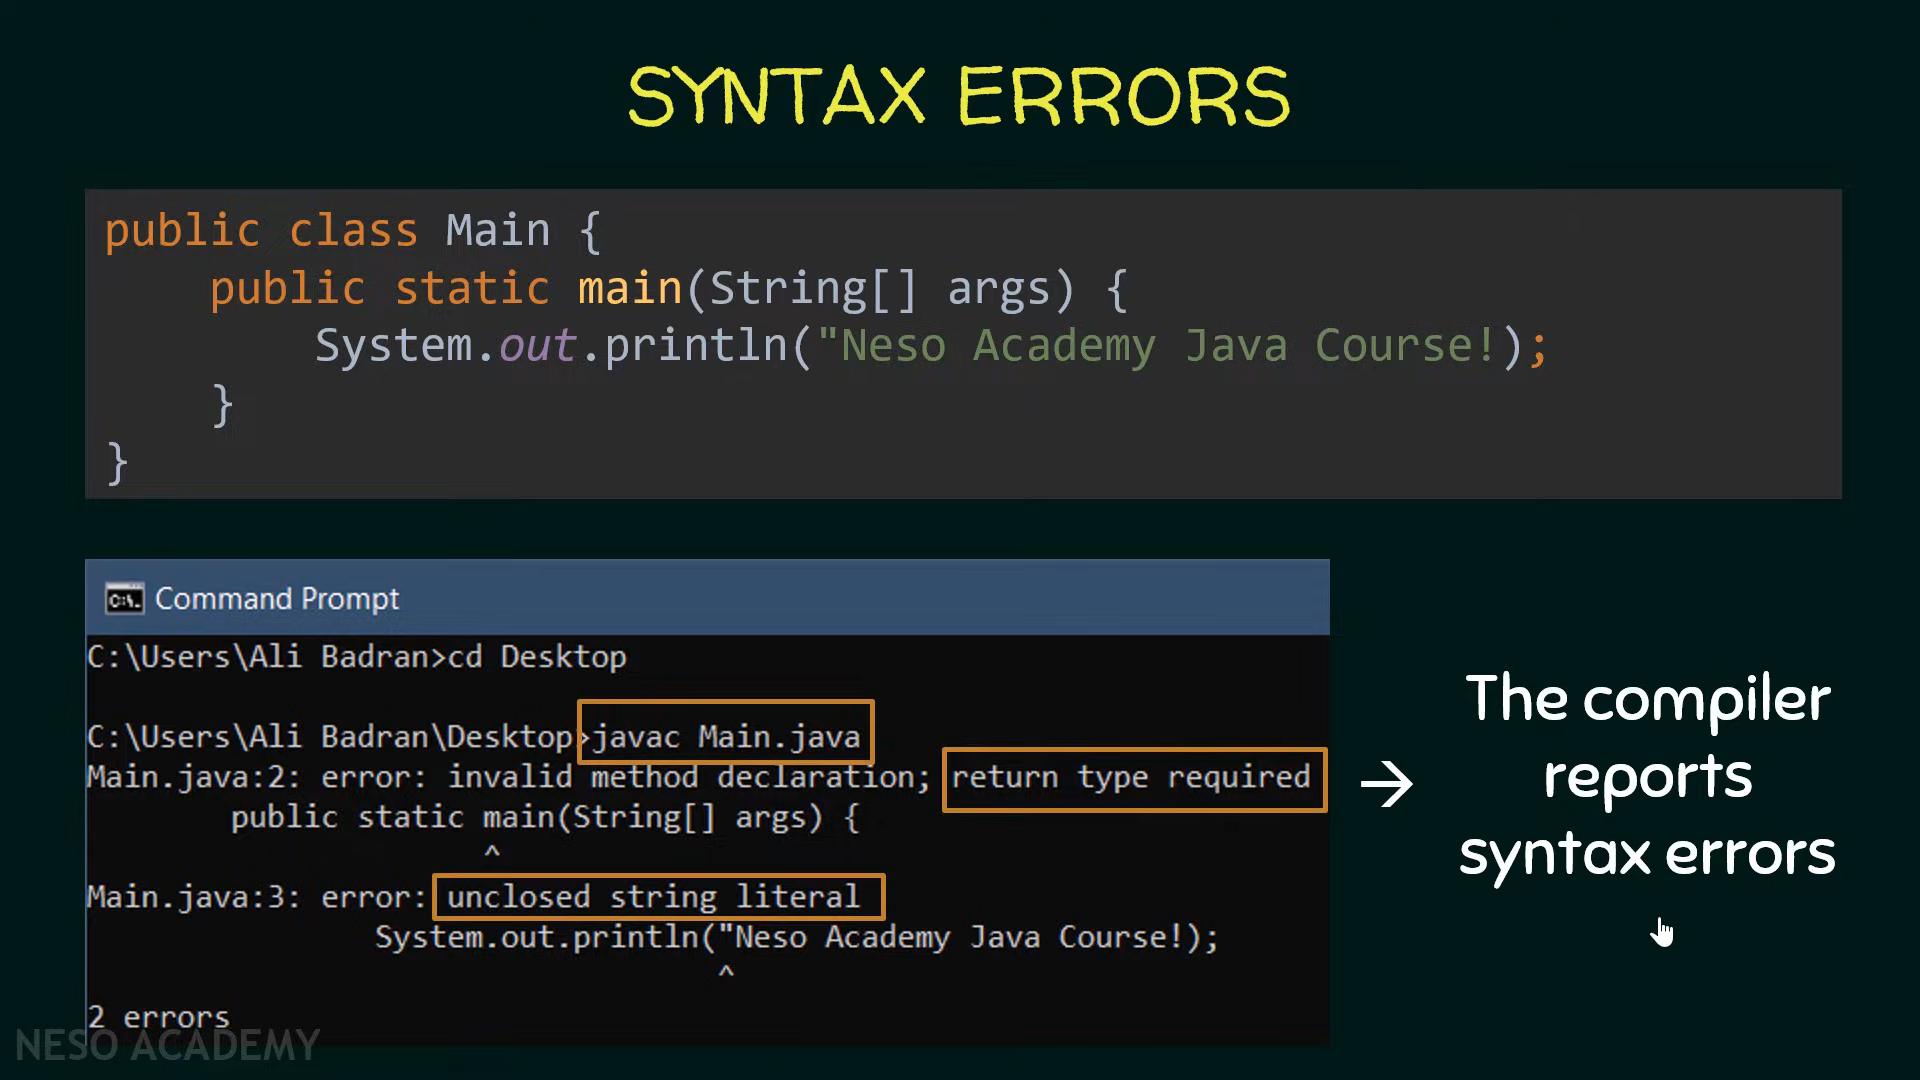 SYNTAX ERRORS
public class Main {
    public static main(String[] args) {
        System.out.println("Neso Academy Java Course!);
    }
}
Command Prompt
C:\Users\Ali Badran>cd Desktop
C:\Users\Ali Badran\Desktop>javac Main.java
Main.java:2: error: invalid method declaration; return type required
        public static main(String[] args) {
                      ^
Main.java:3: error: unclosed string literal
                System.out.println("Neso Academy Java Course!);
                                   ^
2 errors
→ The compiler
reports
syntax errors
NESO ACADEMY